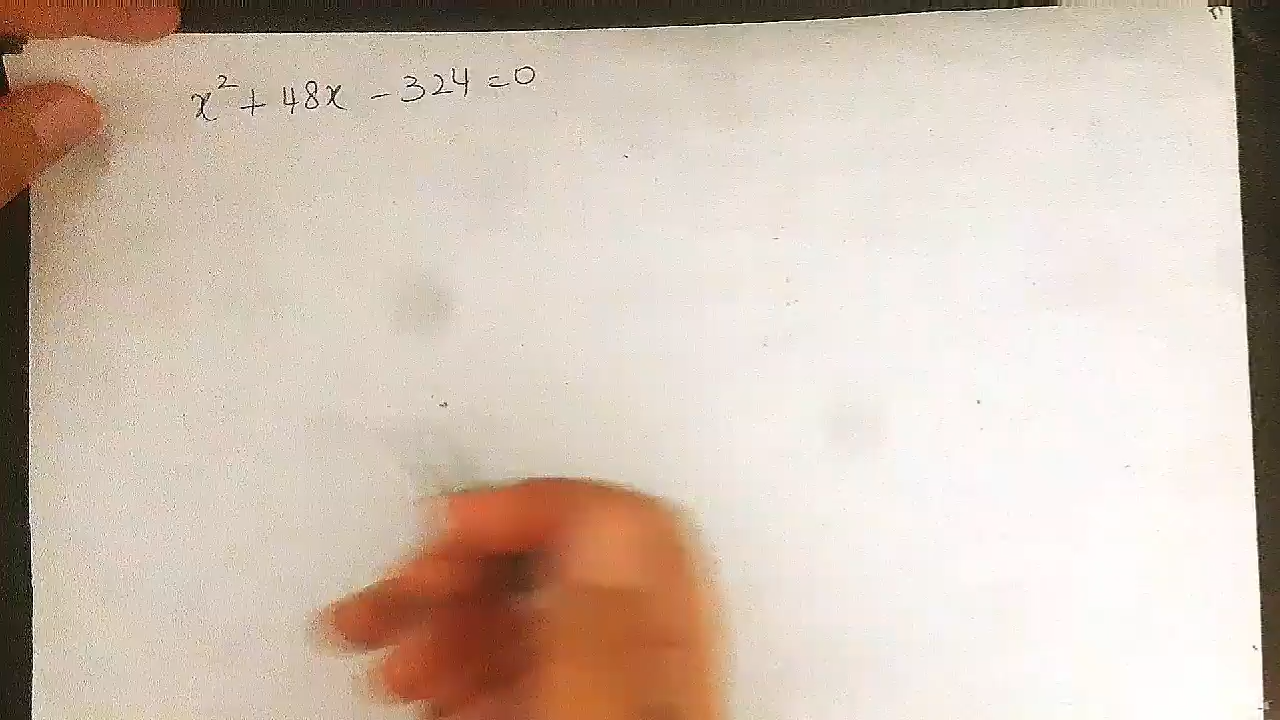 x² + 48x - 324 = 0